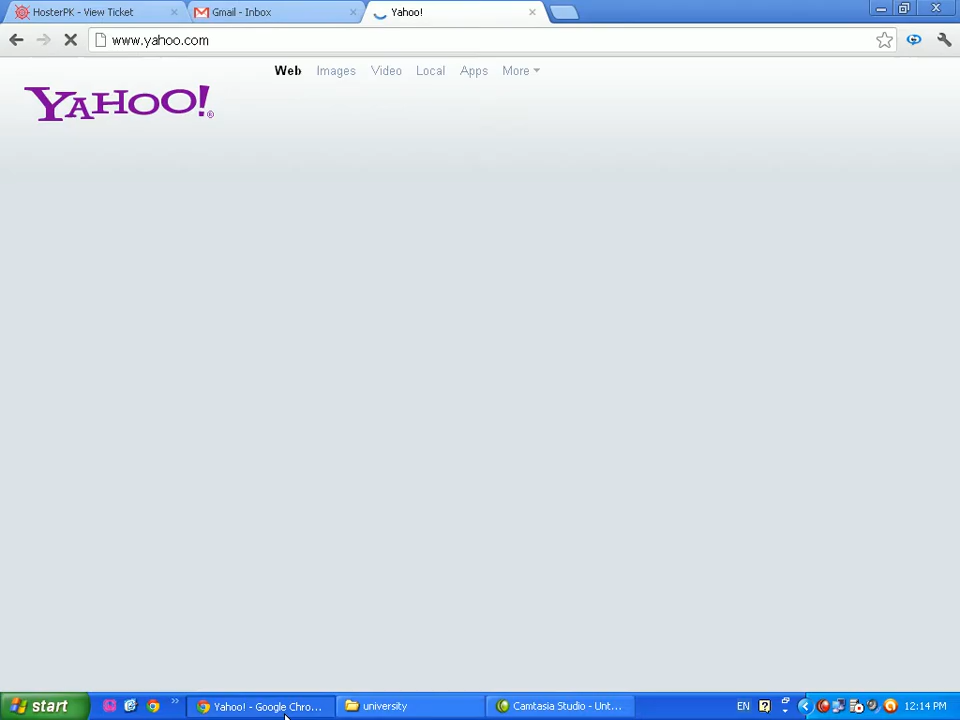 HosterPK - View Ticket
Gmail - Inbox
Yahoo!
www.yahoo.com
Web Images Video Local Apps More
YAHOO!®
start
Yahoo! - Google Chro...
university
Camtasia Studio - Unt...
EN
12:14 PM